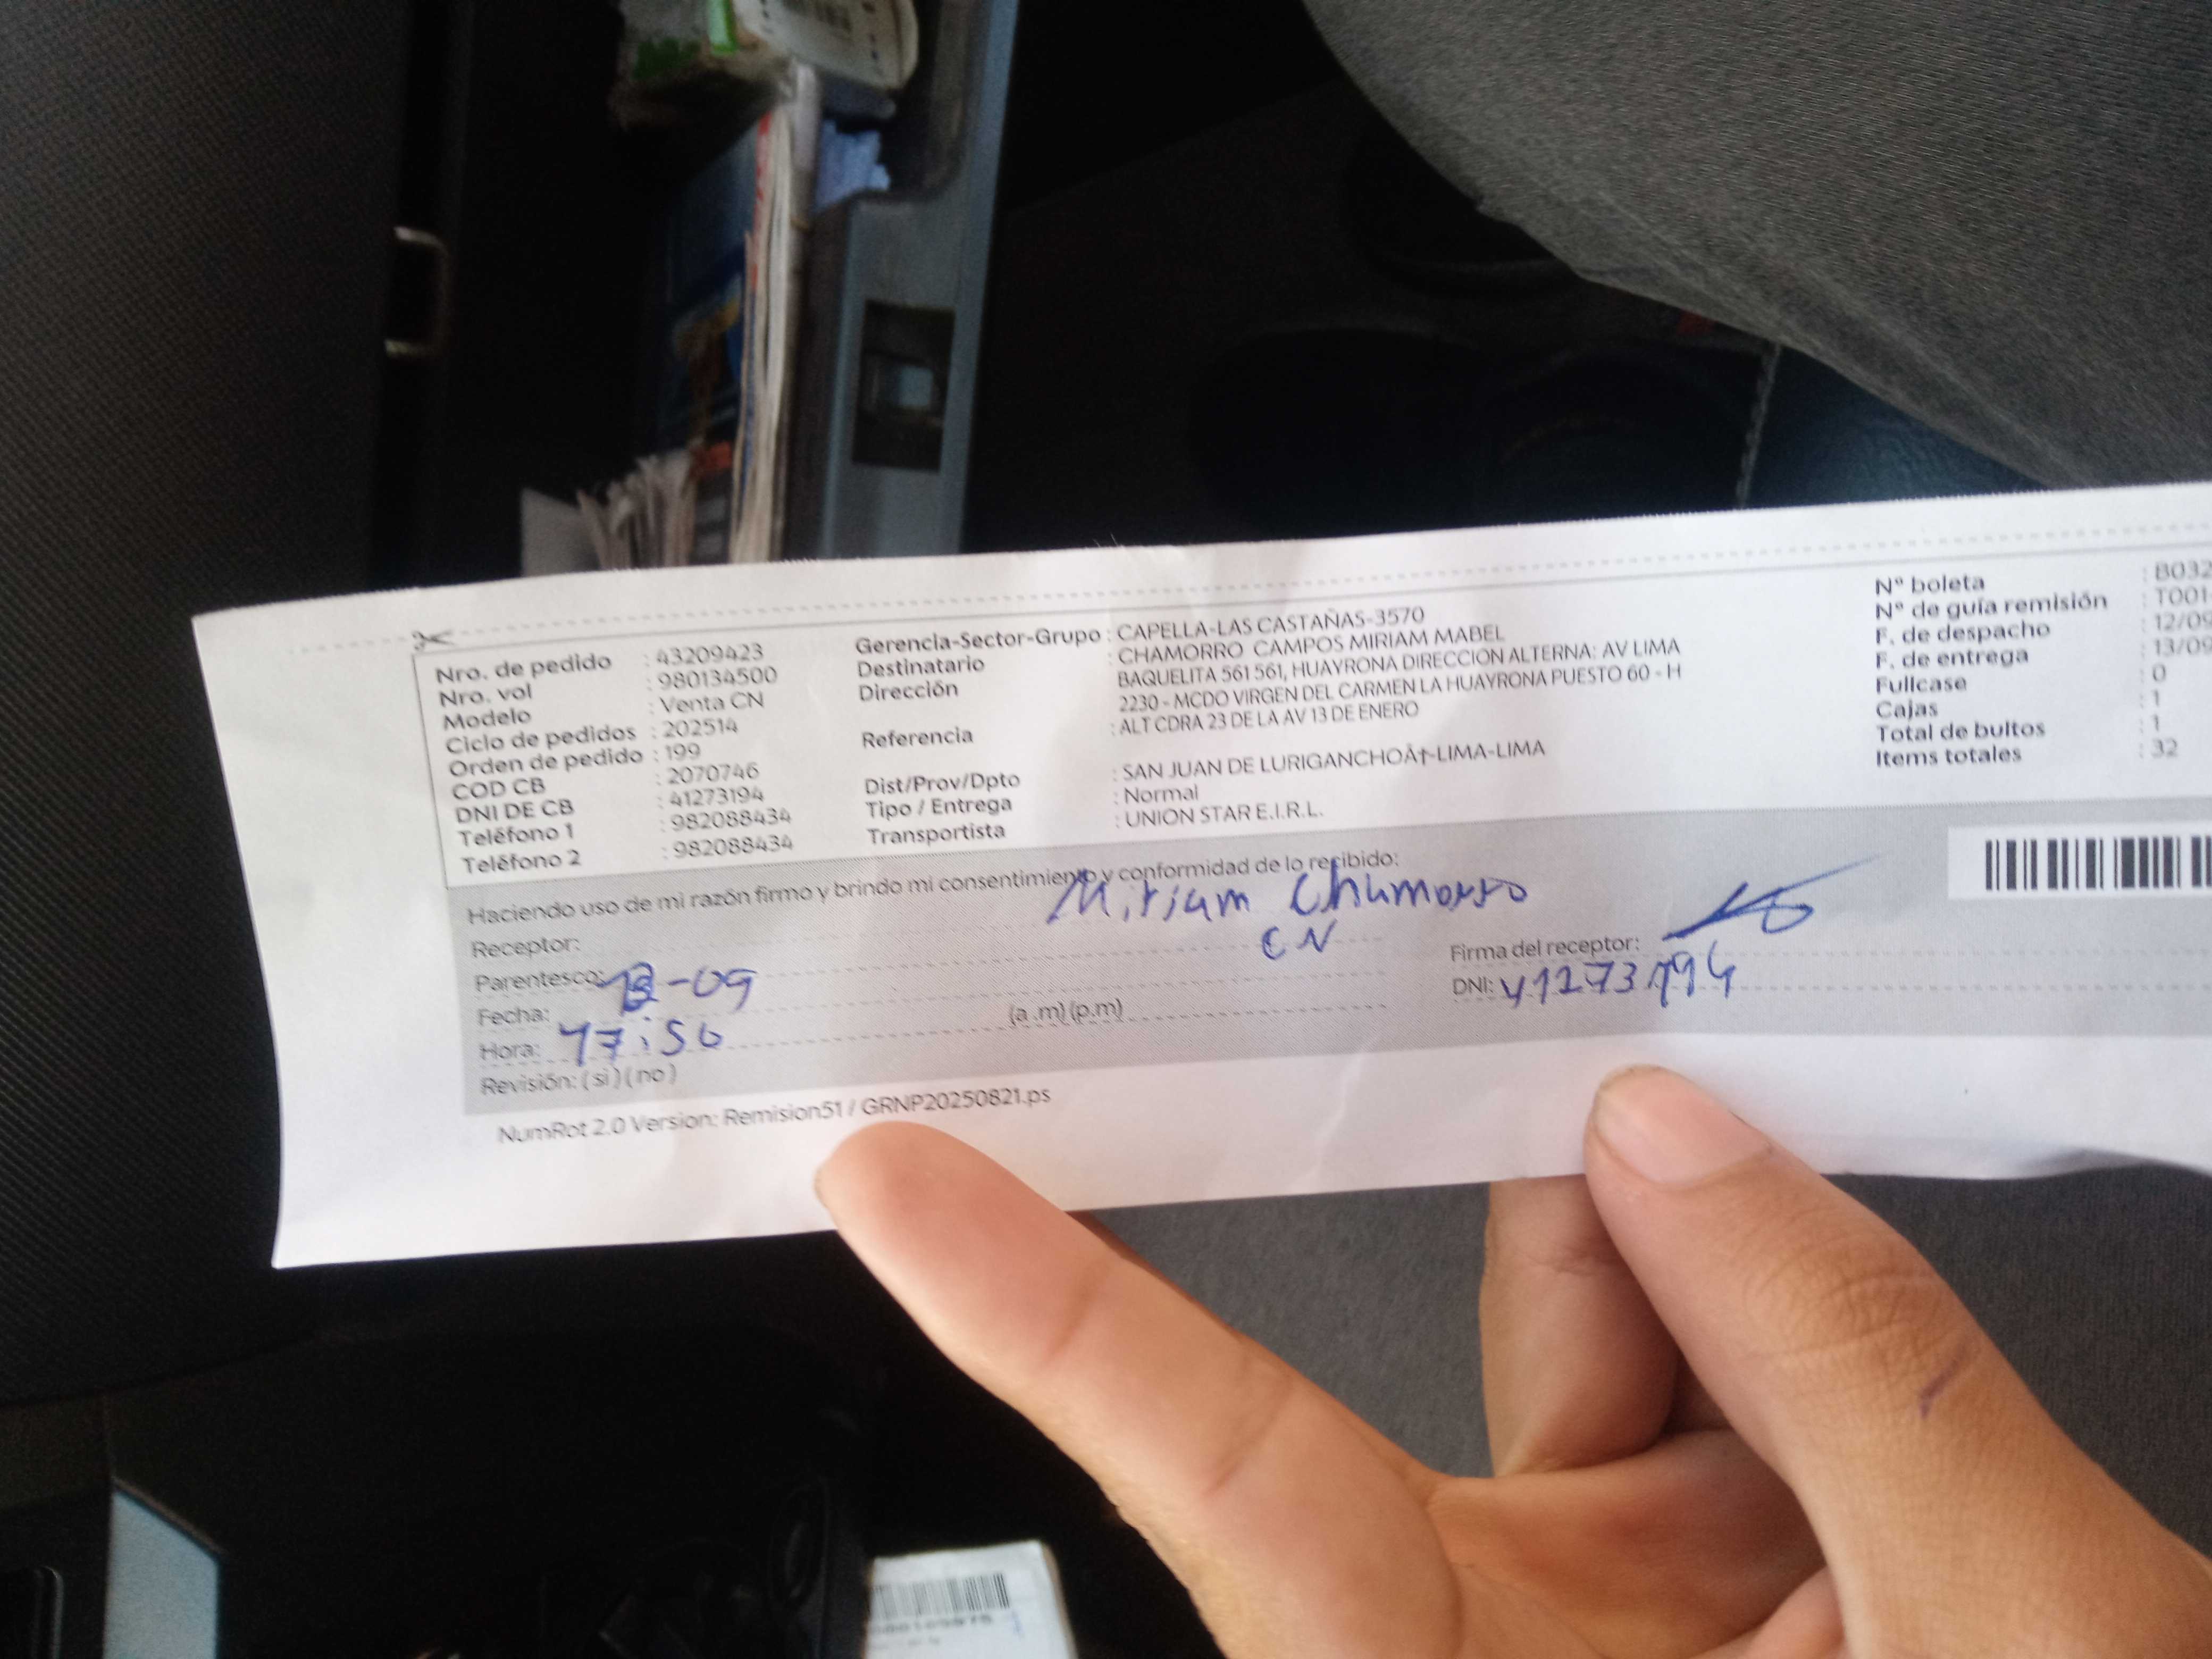 Nro. de pedido : 43209423
Nro. vol : 980134500
Modelo : Venta CN
Ciclo de pedidos : 202514
Orden de pedido : 199
COD CB : 2070746
DNI DE CB : 41273194
Teléfono 1 : 982088434
Teléfono 2 : 982088434
Gerencia-Sector-Grupo : CAPELLA-LAS CASTAÑAS-3570
Destinatario : CHAMORRO CAMPOS MIRIAM MABEL
Dirección : BAQUELITA 561 561, HUAYRONA DIRECCION ALTERNA: AV LIMA
2230 - MCDO VIRGEN DEL CARMEN LA HUAYRONA PUESTO 60 - H
Referencia : ALT CDRA 23 DE LA AV 13 DE ENERO
Dist/Prov/Dpto : SAN JUAN DE LURIGANCHOÂ†-LIMA-LIMA
Tipo / Entrega : Normal
Transportista : UNION STAR E.I.R.L.
Nº boleta : B032
Nº de guía remisión : T001-
F. de despacho : 12/09
F. de entrega : 13/09
Fullcase : 0
Cajas : 1
Total de bultos : 1
Items totales : 32
Haciendo uso de mi razón firmo y brindo mi consentimiento y conformidad de lo recibido:
Receptor: Miriam Chamorro
Parentesco: CN
Fecha: 13-09
Hora: 17:50 (a .m) (p.m)
Revisión: ( si ) ( no )
Firma del receptor:
DNI: 41273194
NumRot 2.0 Version: Remision51 / GRNP20250821.ps